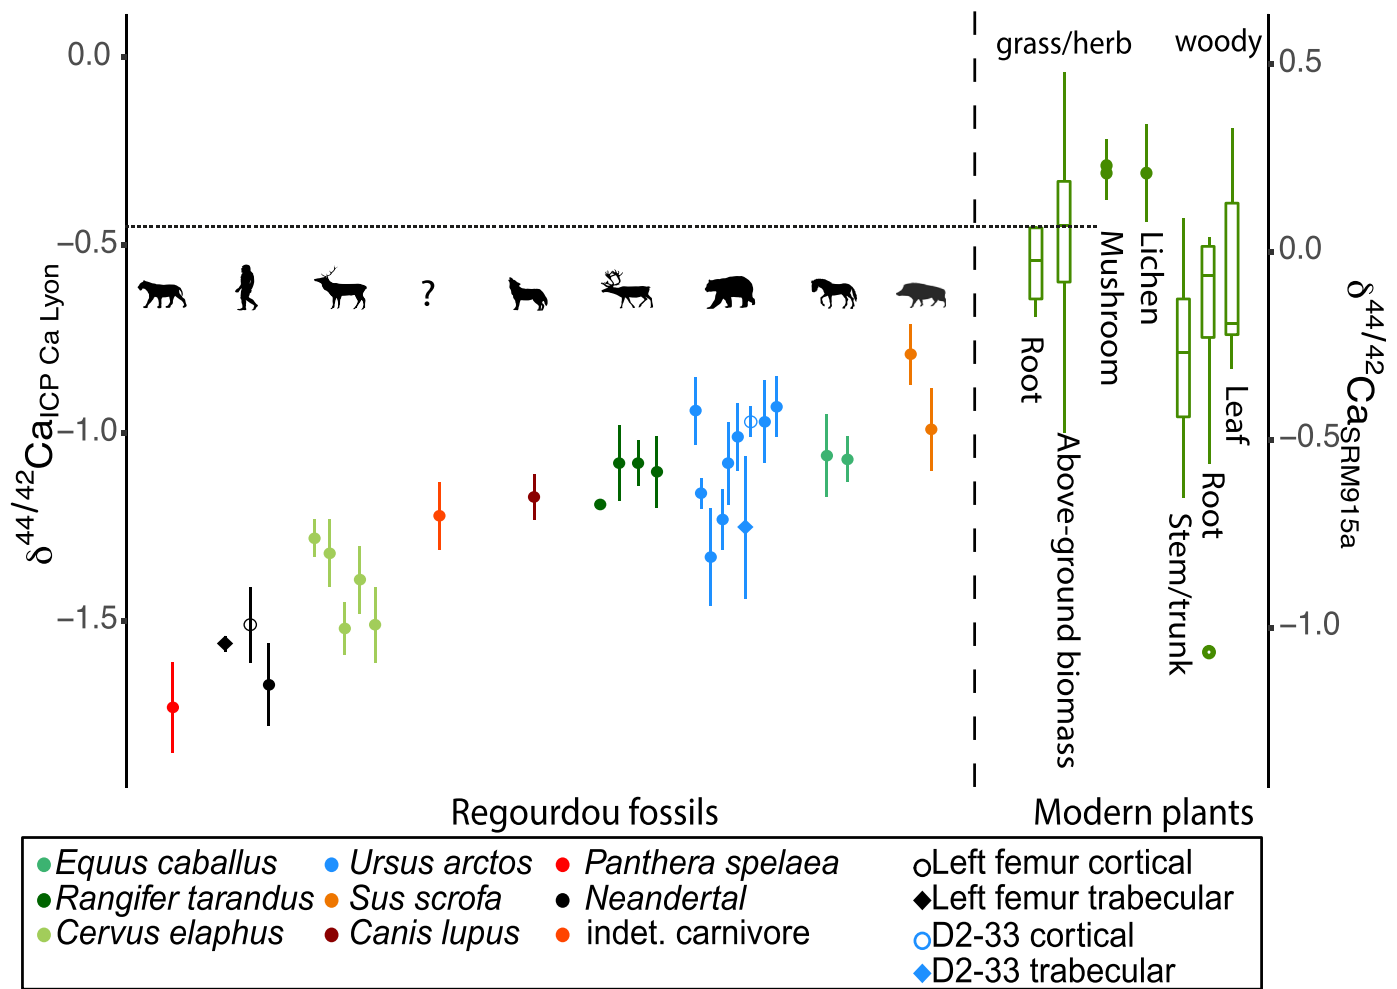 grass/herb woody
0.0
−0.5
−1.0
−1.5
δ44/42CaICP Ca Lyon
?
0.5
0.0
−0.5
−1.0
δ44/42CaSRM915a
Root
Above-ground biomass
Mushroom
Lichen
Stem/trunk
Root
Leaf
Regourdou fossils Modern plants
Equus caballus Ursus arctos Panthera spelaea Left femur cortical
Rangifer tarandus Sus scrofa Neandertal Left femur trabecular
Cervus elaphus Canis lupus indet. carnivore D2-33 cortical
D2-33 trabecular